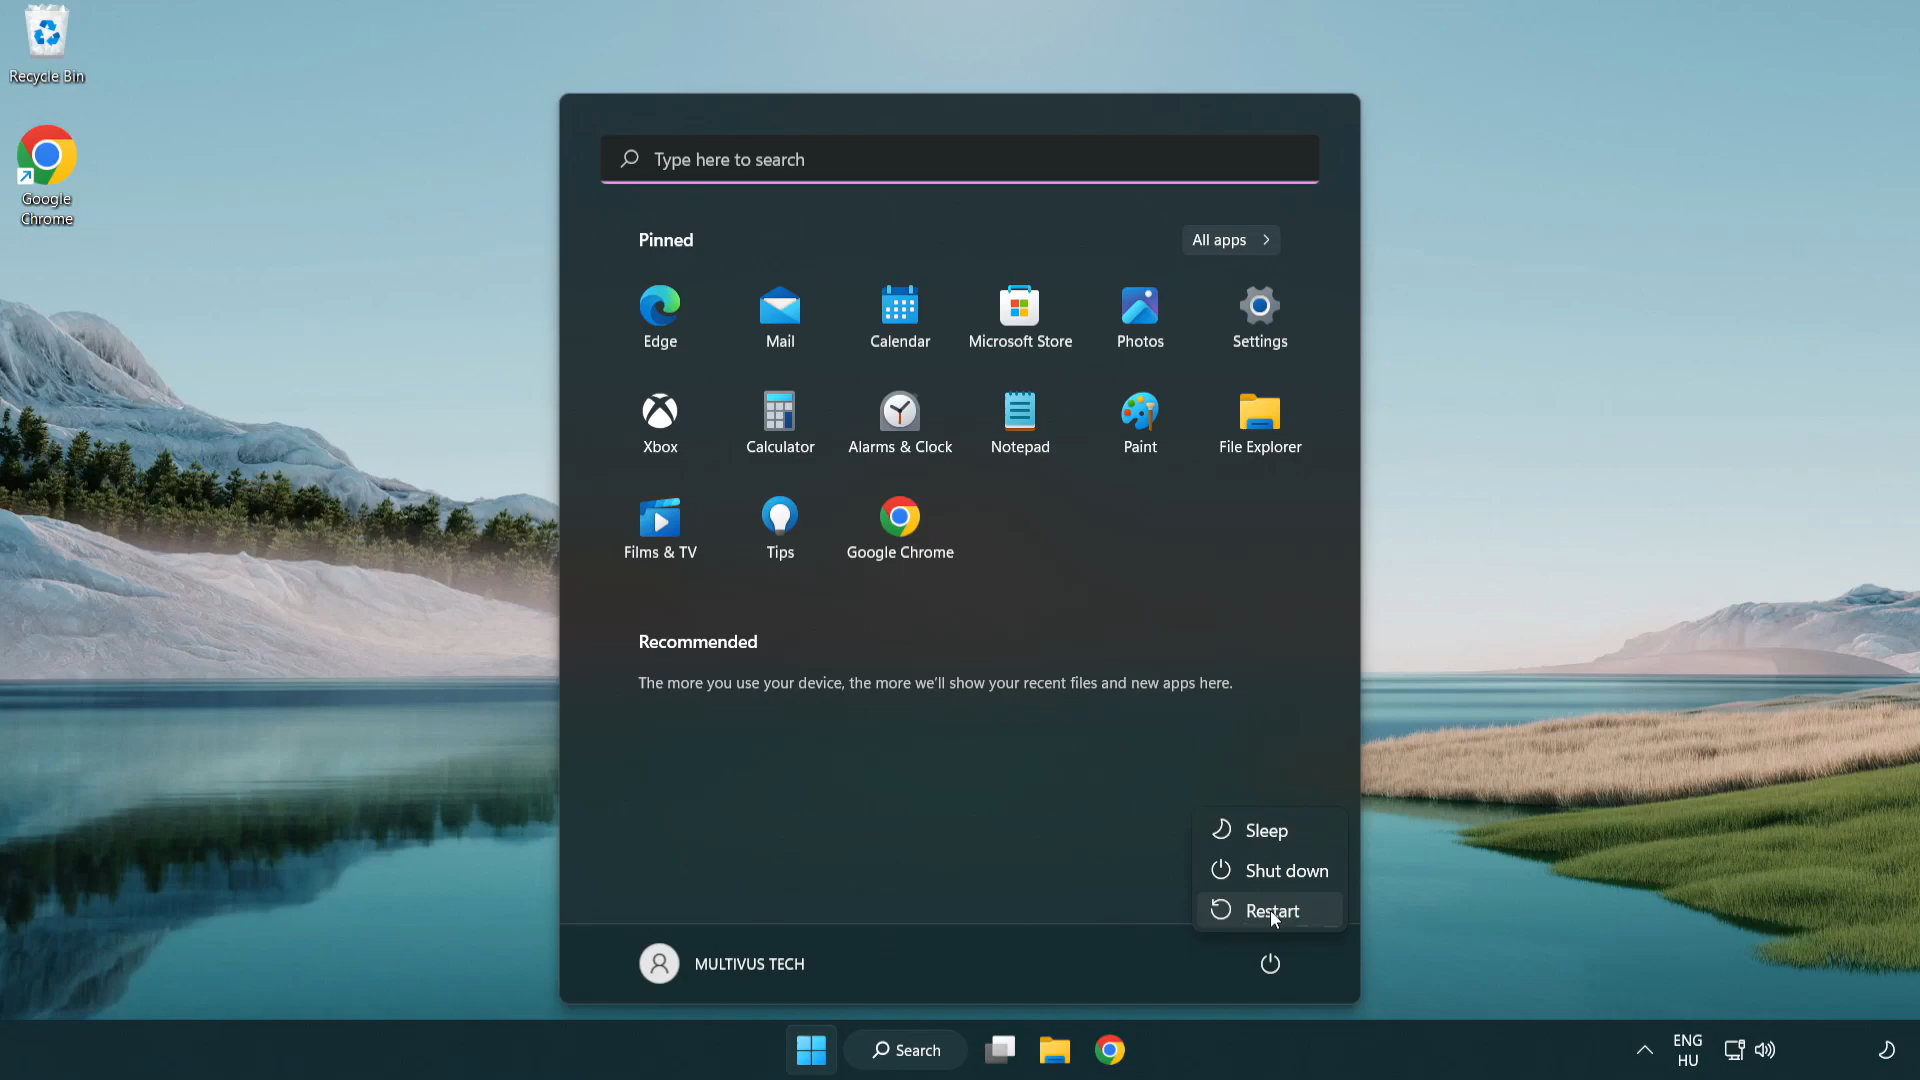 Recycle Bin
Google
Chrome
Type here to search
Pinned
All apps
Edge
Mail
Calendar
Microsoft Store
Photos
Settings
Xbox
Calculator
Alarms & Clock
Notepad
Paint
File Explorer
Films & TV
Tips
Google Chrome
Recommended
The more you use your device, the more we’ll show your recent files and new apps here.
Sleep
Shut down
Restart
MULTIVUS TECH
Search
ENG
HU